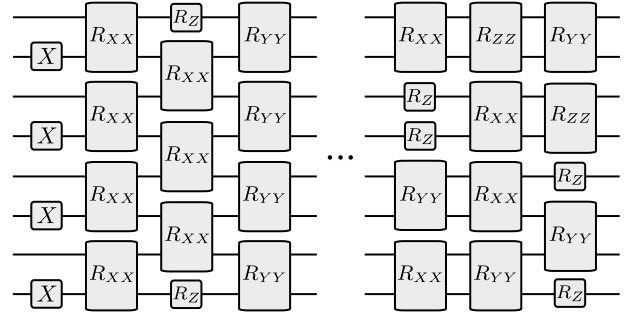 R_XX R_Z R_YY R_XX R_ZZ R_YY
X R_XX
R_XX R_YY R_Z R_XX R_ZZ
X R_XX ... R_Z
R_XX R_YY R_YY R_XX R_Z
X R_XX R_YY
R_XX R_YY R_XX R_YY
X R_Z R_Z